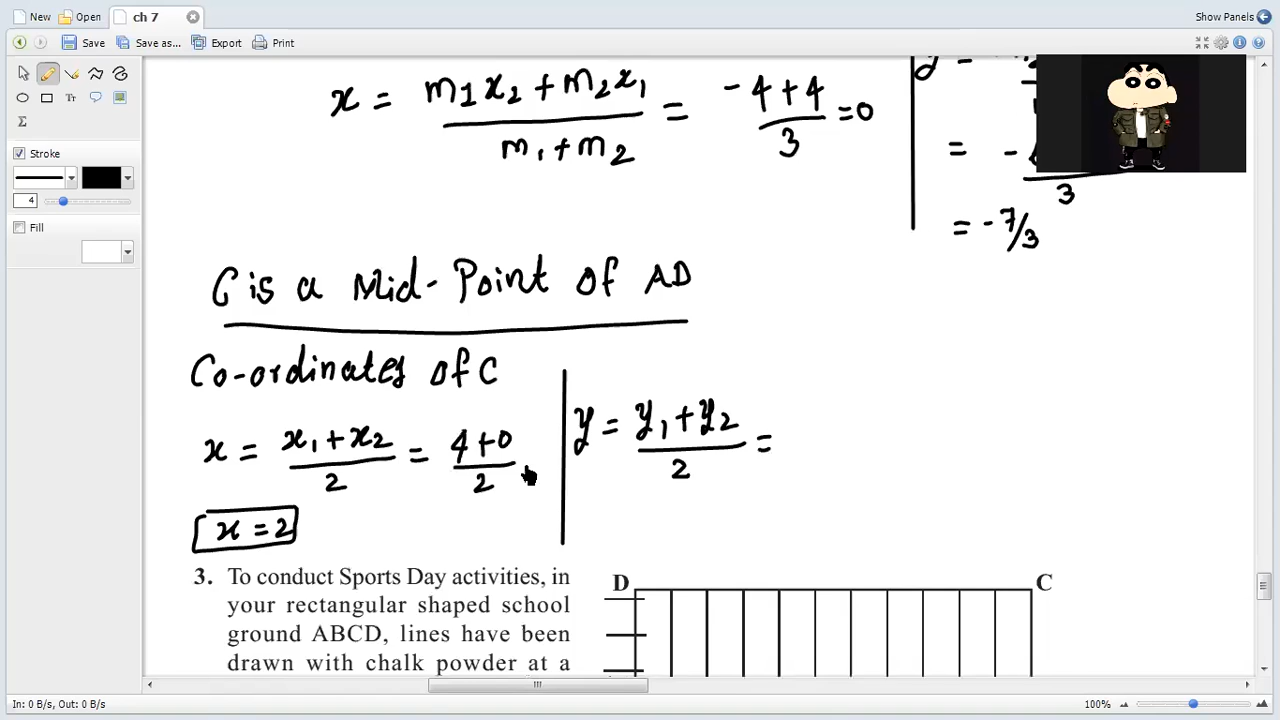 New Open ch 7 Show Panels
Save Save as... Export Print
x = m1x2 + m2x1 / m1 + m2 = -4+4 / 3 = 0
y =
= - / 3
= -7/3
Stroke
4
Fill
C is a Mid-Point of AD
Co-ordinates of C
x = x1 + x2 / 2 = 4+0 / 2
y = y1 + y2 / 2 =
x = 2
3. To conduct Sports Day activities, in
your rectangular shaped school
ground ABCD, lines have been
drawn with chalk powder at a
D C
In: 0 B/s, Out: 0 B/s 100%